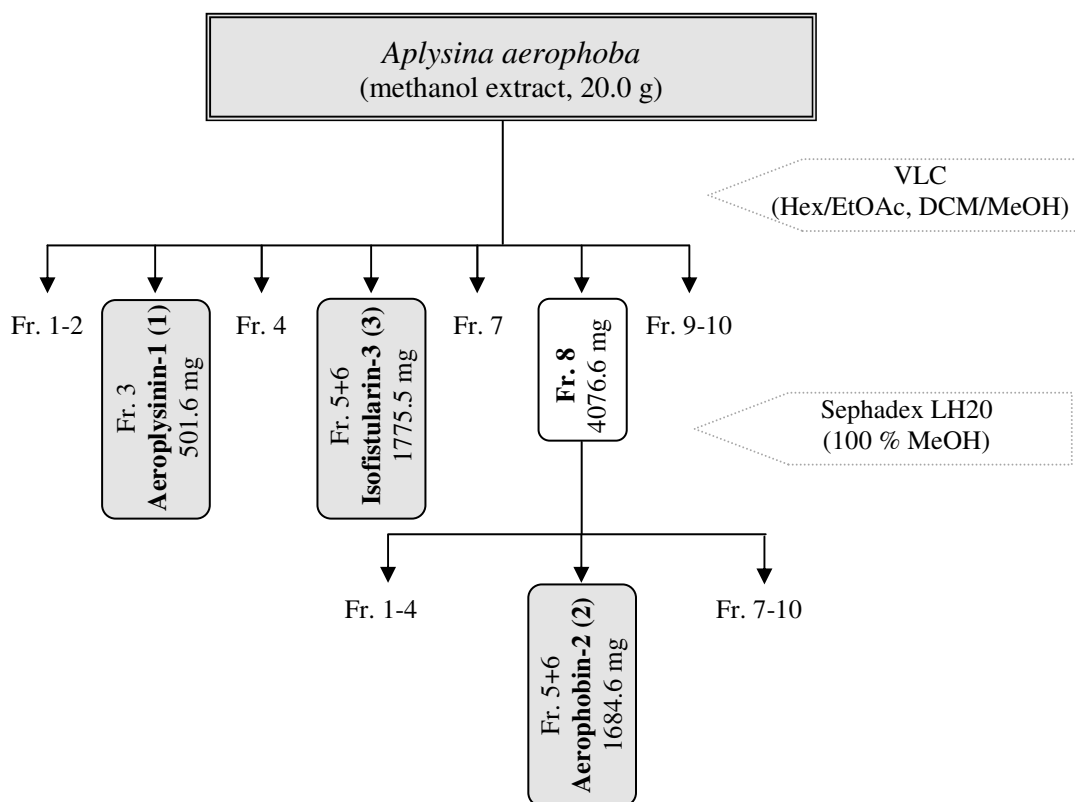 Aplysina aerophoba
(methanol extract, 20.0 g)
VLC
(Hex/EtOAc, DCM/MeOH)
Fr. 1-2
Fr. 3
Aeroplysinin-1 (1)
501.6 mg
Fr. 4
Fr. 5+6
Isofistularin-3 (3)
1775.5 mg
Fr. 7
Fr. 8
4076.6 mg
Fr. 9-10
Sephadex LH20
(100 % MeOH)
Fr. 1-4
Fr. 5+6
Aerophobin-2 (2)
1684.6 mg
Fr. 7-10